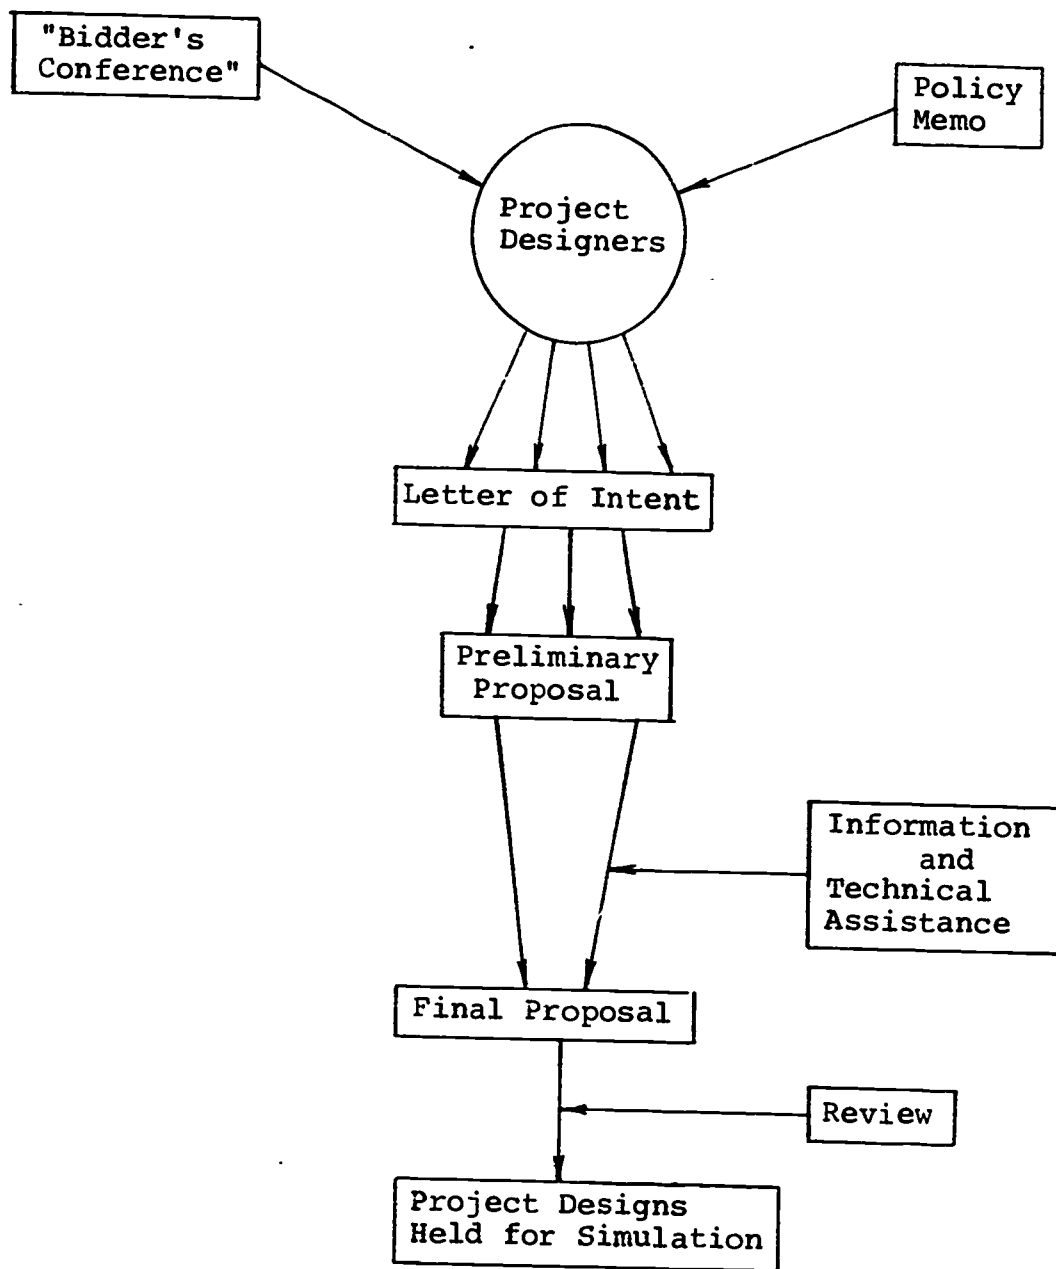 "Bidder's
Conference"
Policy
Memo
Project
Designers
Letter of Intent
Preliminary
Proposal
Information
and
Technical
Assistance
Final Proposal
Review
Project Designs
Held for Simulation